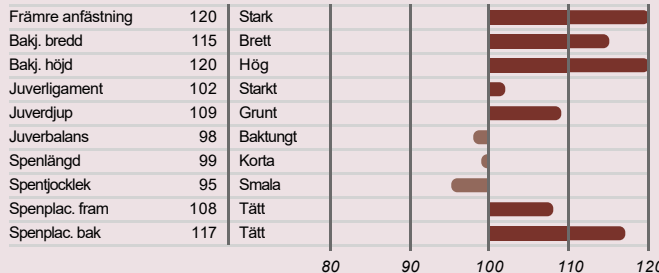 Främre anfästning 120 Stark
Bakj. bredd 115 Brett
Bakj. höjd 120 Hög
Juverligament 102 Starkt
Juverdjup 109 Grunt
Juverbalans 98 Baktungt
Spenlängd 99 Korta
Spentjocklek 95 Smala
Spenplac. fram 108 Tätt
Spenplac. bak 117 Tätt
80 90 100 110 120